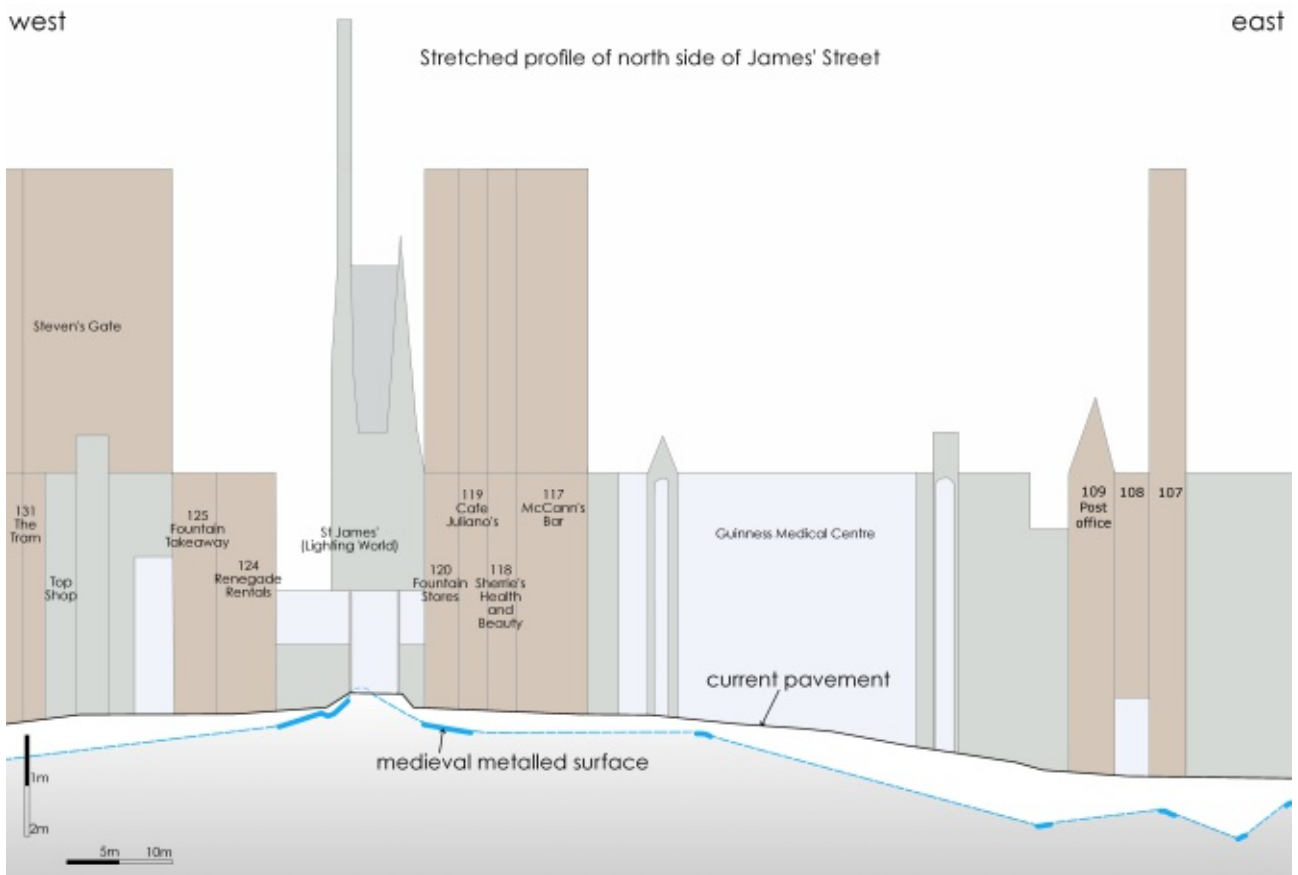 west
east
Stretched profile of north side of James' Street
Steven's Gate
131
The
Tram
Top
Shop
125
Fountain
Takeaway
124
Renegade
Rentals
St James'
(Lighting World)
120
Fountain
Stores
119
Cafe
Juliano's
118
Sherrie's
Health
and
Beauty
117
McCann's
Bar
Guinness Medical Centre
109
Post
office
108
107
current pavement
medieval metalled surface
1m
2m
5m
10m